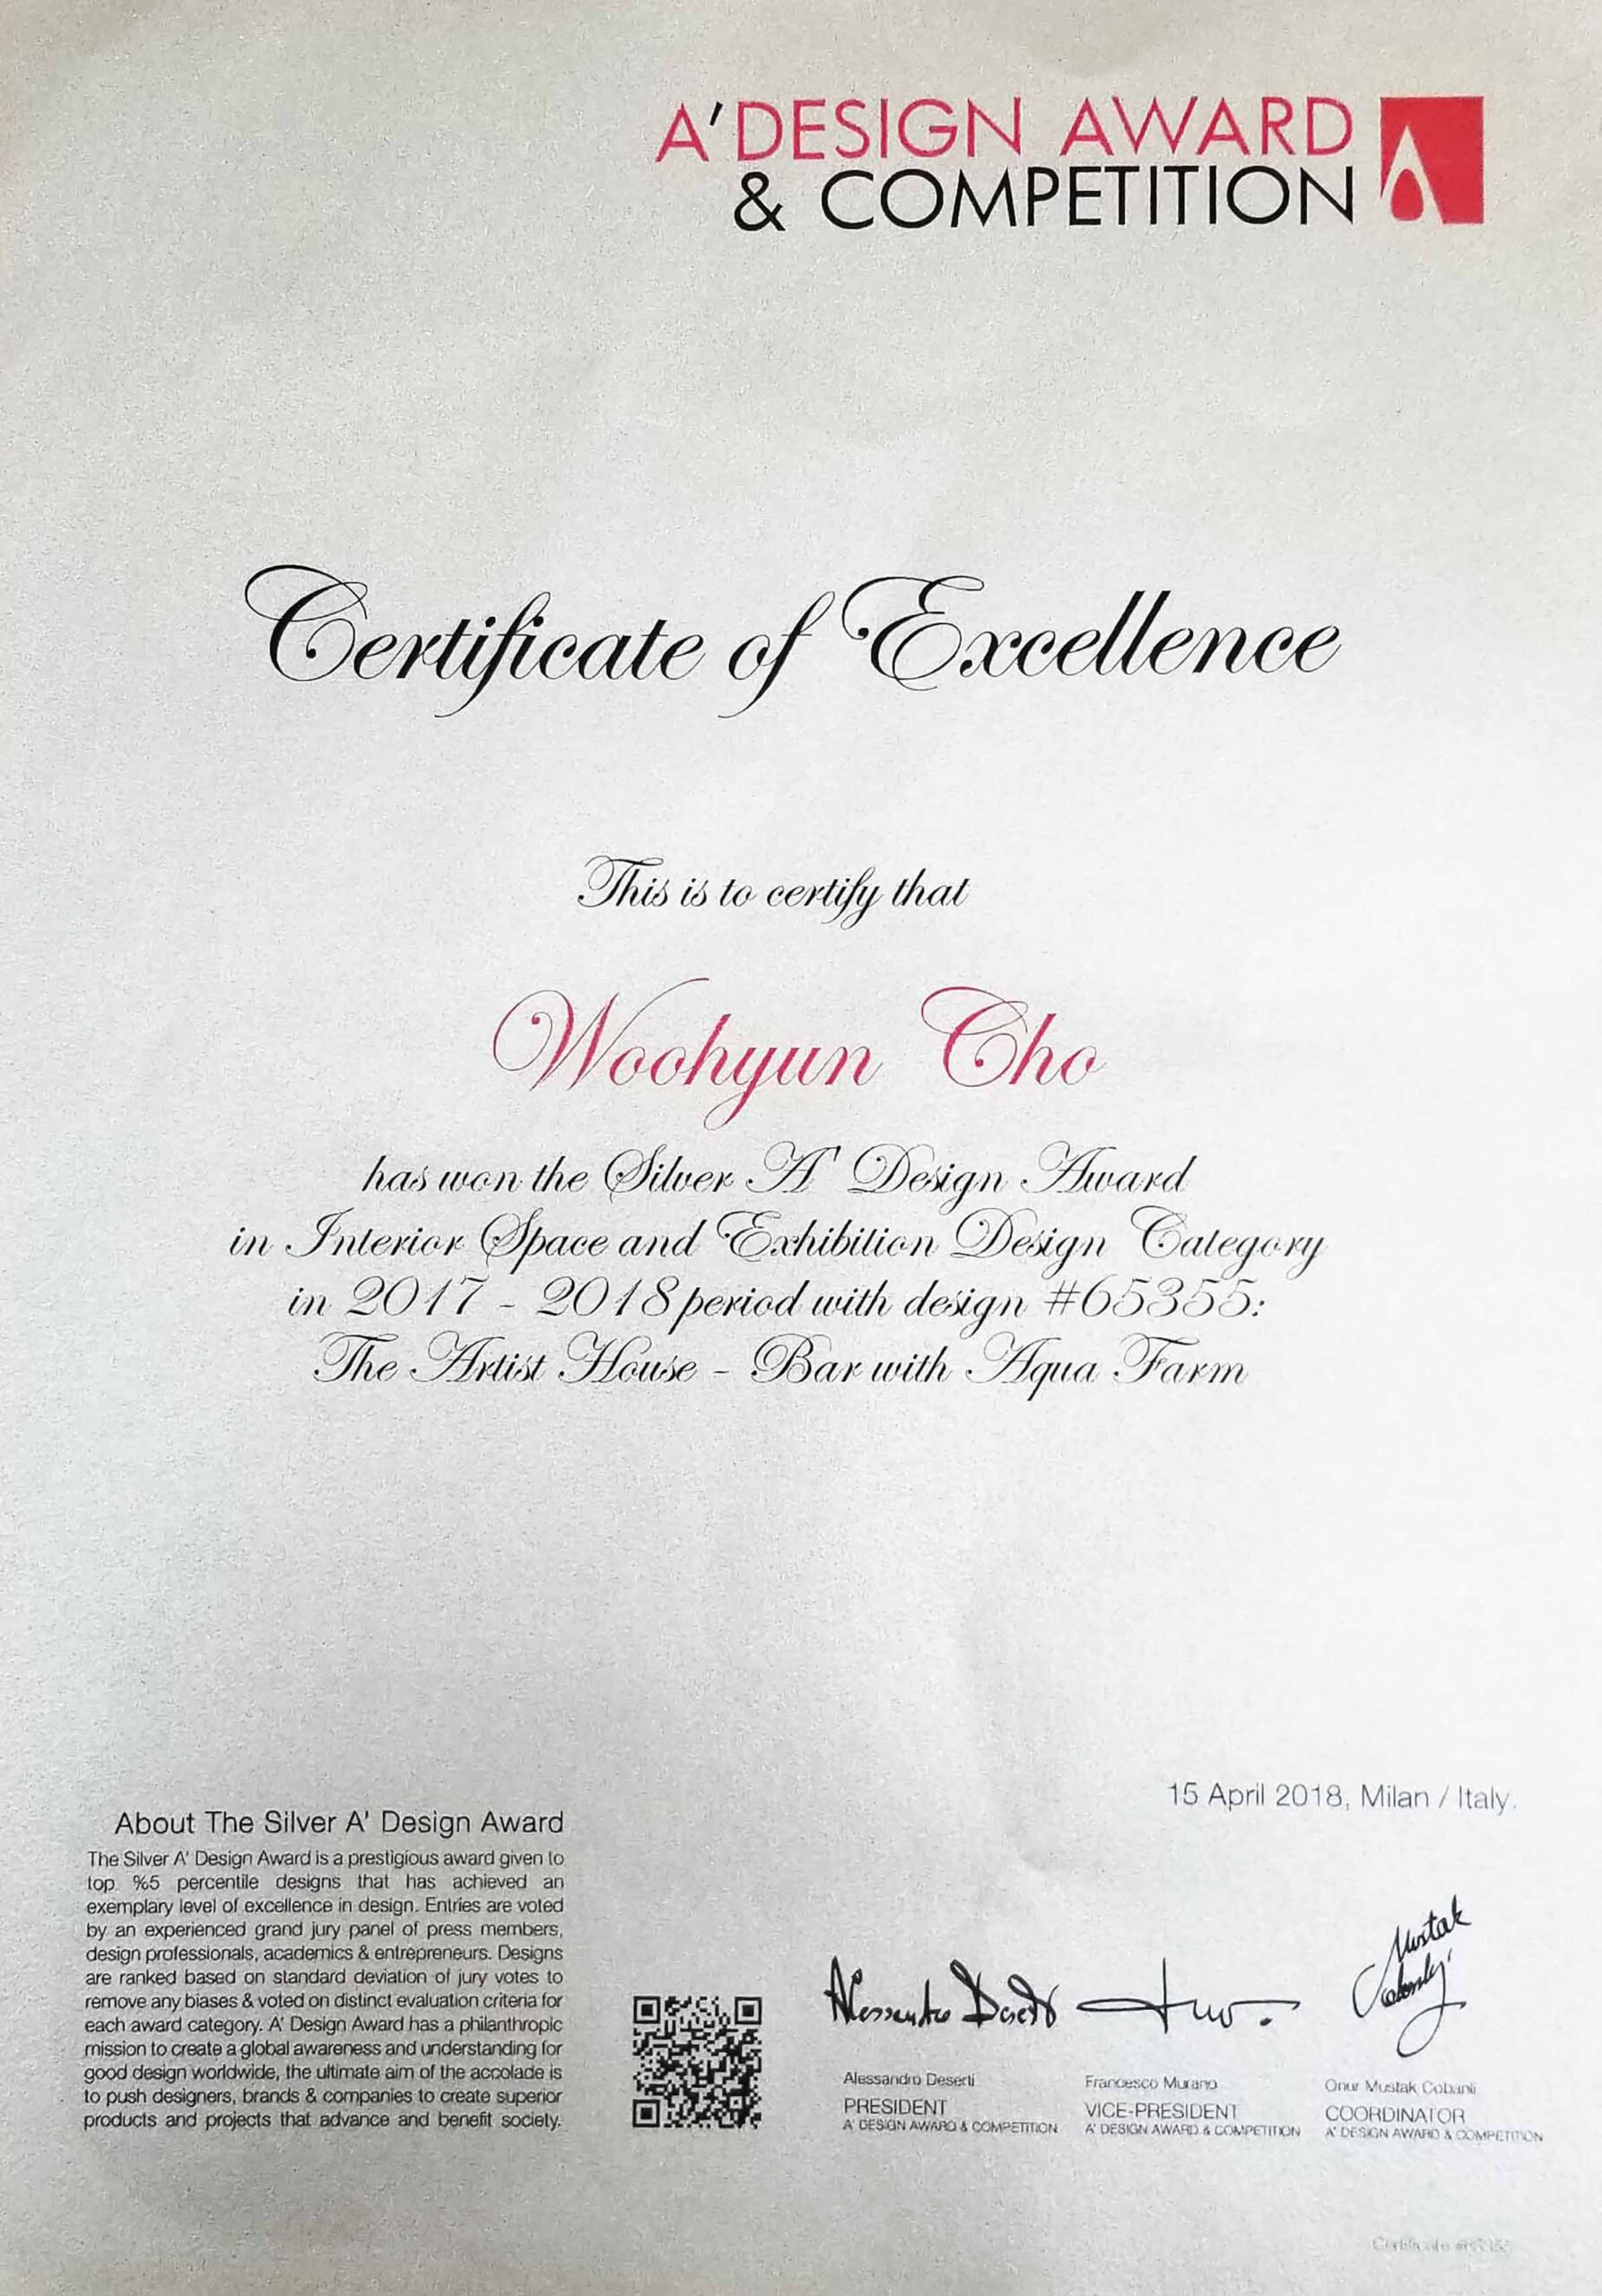 A'DESIGN AWARD
& COMPETITION
Certificate of Excellence
This is to certify that
Woohyun Cho
has won the Silver A' Design Award
in Interior Space and Exhibition Design Category
in 2017 - 2018 period with design #65355:
The Artist House - Bar with Aqua Farm
15 April 2018, Milan / Italy.
About The Silver A' Design Award
The Silver A' Design Award is a prestigious award given to
top %5 percentile designs that has achieved an
exemplary level of excellence in design. Entries are voted
by an experienced grand jury panel of press members,
design professionals, academics & entrepreneurs. Designs
are ranked based on standard deviation of jury votes to
remove any biases & voted on distinct evaluation criteria for
each award category. A' Design Award has a philanthropic
mission to create a global awareness and understanding for
good design worldwide, the ultimate aim of the accolade is
to push designers, brands & companies to create superior
products and projects that advance and benefit society.
Alessandro Deserti
PRESIDENT
A' DESIGN AWARD & COMPETITION
Francesco Murano
VICE-PRESIDENT
A' DESIGN AWARD & COMPETITION
Onur Mustak Cobanli
COORDINATOR
A' DESIGN AWARD & COMPETITION
Certificate